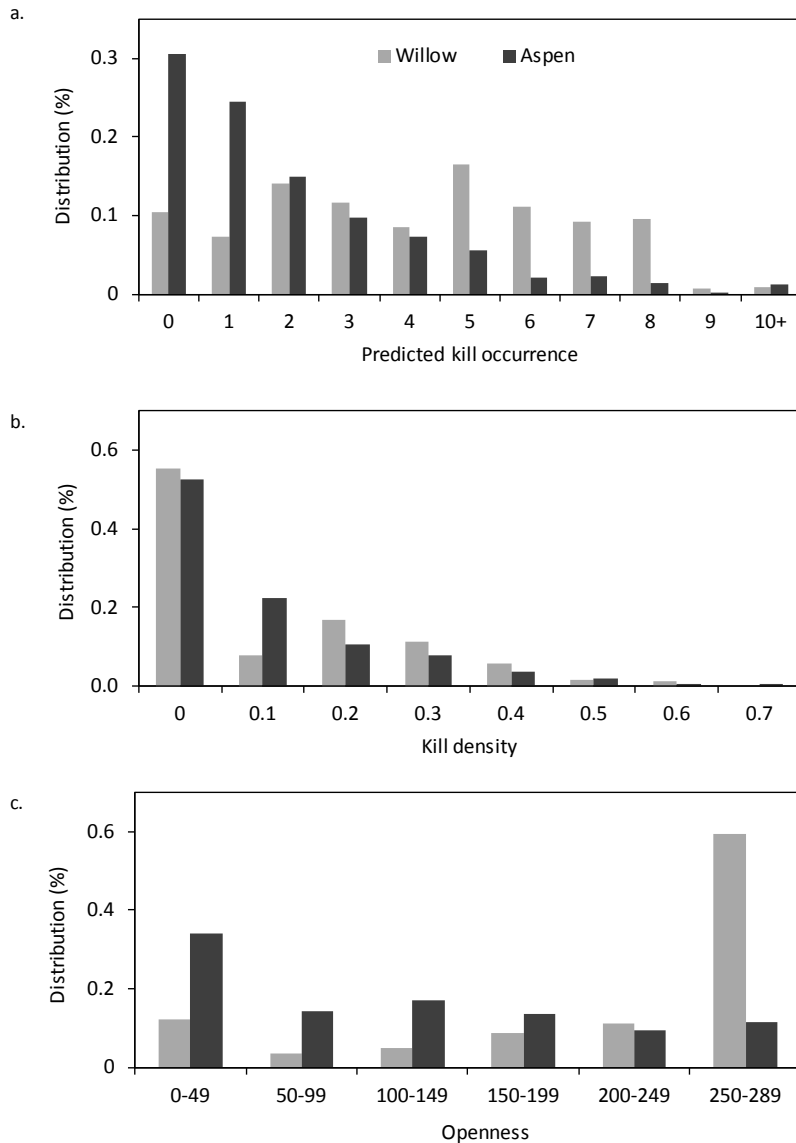 a.
0.3
0.2
0.1
0
Distribution (%)
Willow Aspen
0 1 2 3 4 5 6 7 8 9 10+
Predicted kill occurrence
b.
0.6
0.4
0.2
0.0
Distribution (%)
0 0.1 0.2 0.3 0.4 0.5 0.6 0.7
Kill density
c.
0.6
0.4
0.2
0
Distribution (%)
0-49 50-99 100-149 150-199 200-249 250-289
Openness